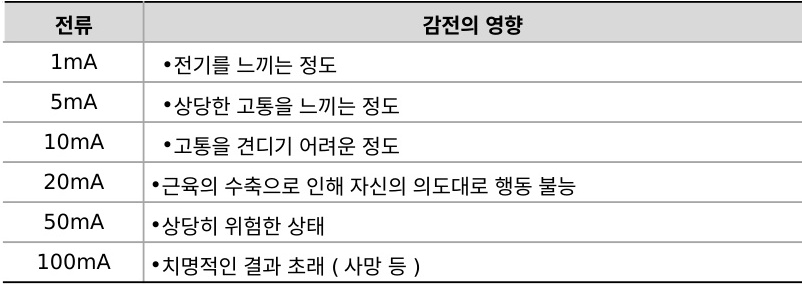 전류 감전의 영향
1mA •전기를 느끼는 정도
5mA •상당한 고통을 느끼는 정도
10mA •고통을 견디기 어려운 정도
20mA •근육의 수축으로 인해 자신의 의도대로 행동 불능
50mA •상당히 위험한 상태
100mA •치명적인 결과 초래 ( 사망 등 )